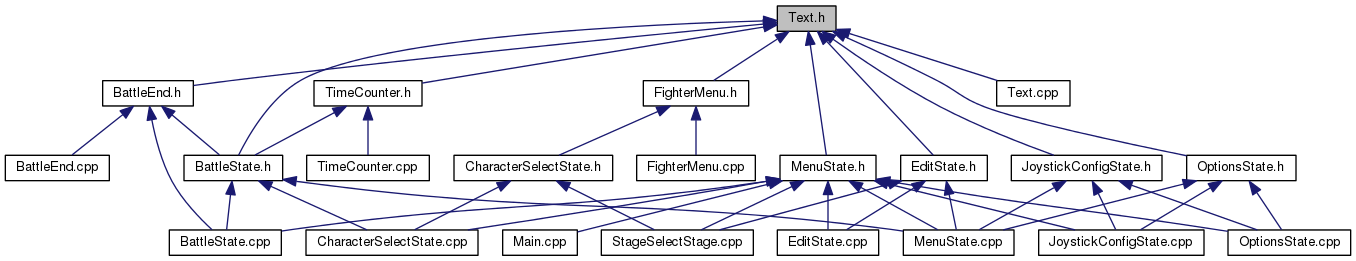 Text.h
BattleEnd.h
TimeCounter.h
FighterMenu.h
Text.cpp
BattleEnd.cpp
BattleState.h
TimeCounter.cpp
CharacterSelectState.h
FighterMenu.cpp
MenuState.h
EditState.h
JoystickConfigState.h
OptionsState.h
BattleState.cpp
CharacterSelectState.cpp
Main.cpp
StageSelectStage.cpp
EditState.cpp
MenuState.cpp
JoystickConfigState.cpp
OptionsState.cpp